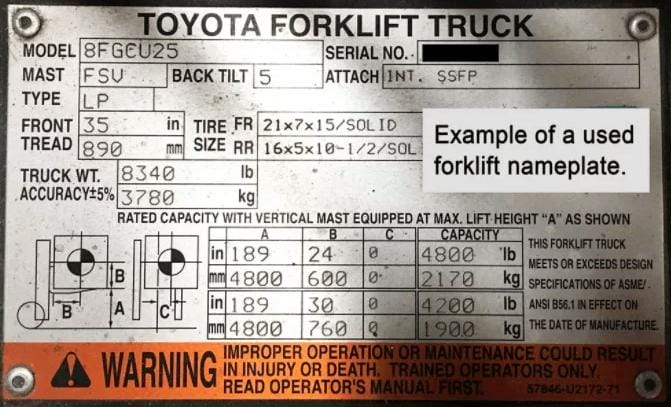 TOYOTA FORKLIFT TRUCK
MODEL 8FGCU25 SERIAL NO.
MAST FSV BACK TILT 5 ATTACH INT. SSFP
TYPE LP
FRONT TREAD 35 in TIRE SIZE FR 21x7x15/SOLID
890 mm RR 16x5x10-1/2/SOL
Example of a used
forklift nameplate.
TRUCK WT. 8340 lb
ACCURACY±5% 3780 kg
RATED CAPACITY WITH VERTICAL MAST EQUIPPED AT MAX. LIFT HEIGHT "A" AS SHOWN
A B C CAPACITY
in 189 24 0 4800 lb
mm 4800 600 0 2170 kg
in 189 30 0 4200 lb
mm 4800 760 0 1900 kg
B
B A C
THIS FORKLIFT TRUCK
MEETS OR EXCEEDS DESIGN
SPECIFICATIONS OF ASME/
ANSI B56.1 IN EFFECT ON
THE DATE OF MANUFACTURE.
WARNING
IMPROPER OPERATION OR MAINTENANCE COULD RESULT
IN INJURY OR DEATH. TRAINED OPERATORS ONLY.
READ OPERATOR'S MANUAL FIRST. 57846-U2172-71